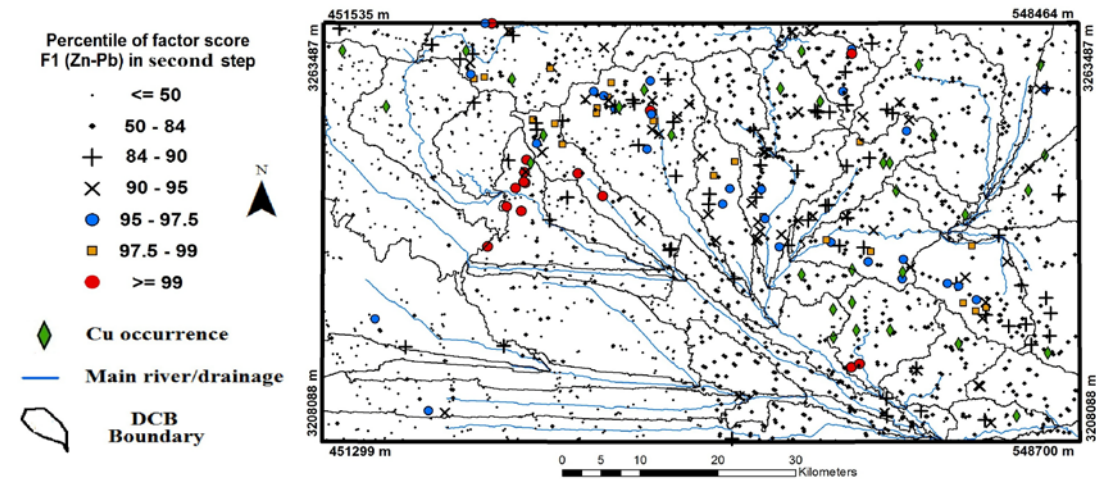 Percentile of factor score
F1 (Zn-Pb) in second step
<= 50
50 - 84
84 - 90
90 - 95
95 - 97.5
97.5 - 99
>= 99
Cu occurrence
Main river/drainage
DCB
Boundary
N
451535 m
548464 m
3263487 m
3263487 m
3208088 m
3208088 m
451299 m
548700 m
0 5 10 20 30
Kilometers